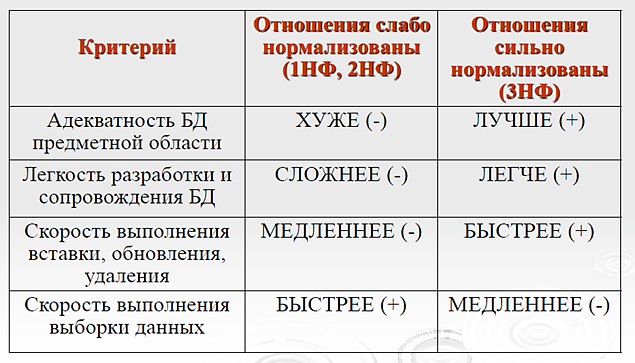 Критерий
Отношения слабо
нормализованы
(1НФ, 2НФ)
Отношения
сильно
нормализованы
(3НФ)
Адекватность БД
предметной области
ХУЖЕ (-)
ЛУЧШЕ (+)
Легкость разработки и
сопровождения БД
СЛОЖНЕЕ (-)
ЛЕГЧЕ (+)
Скорость выполнения
вставки, обновления,
удаления
МЕДЛЕННЕЕ (-)
БЫСТРЕЕ (+)
Скорость выполнения
выборки данных
БЫСТРЕЕ (+)
МЕДЛЕННЕЕ (-)